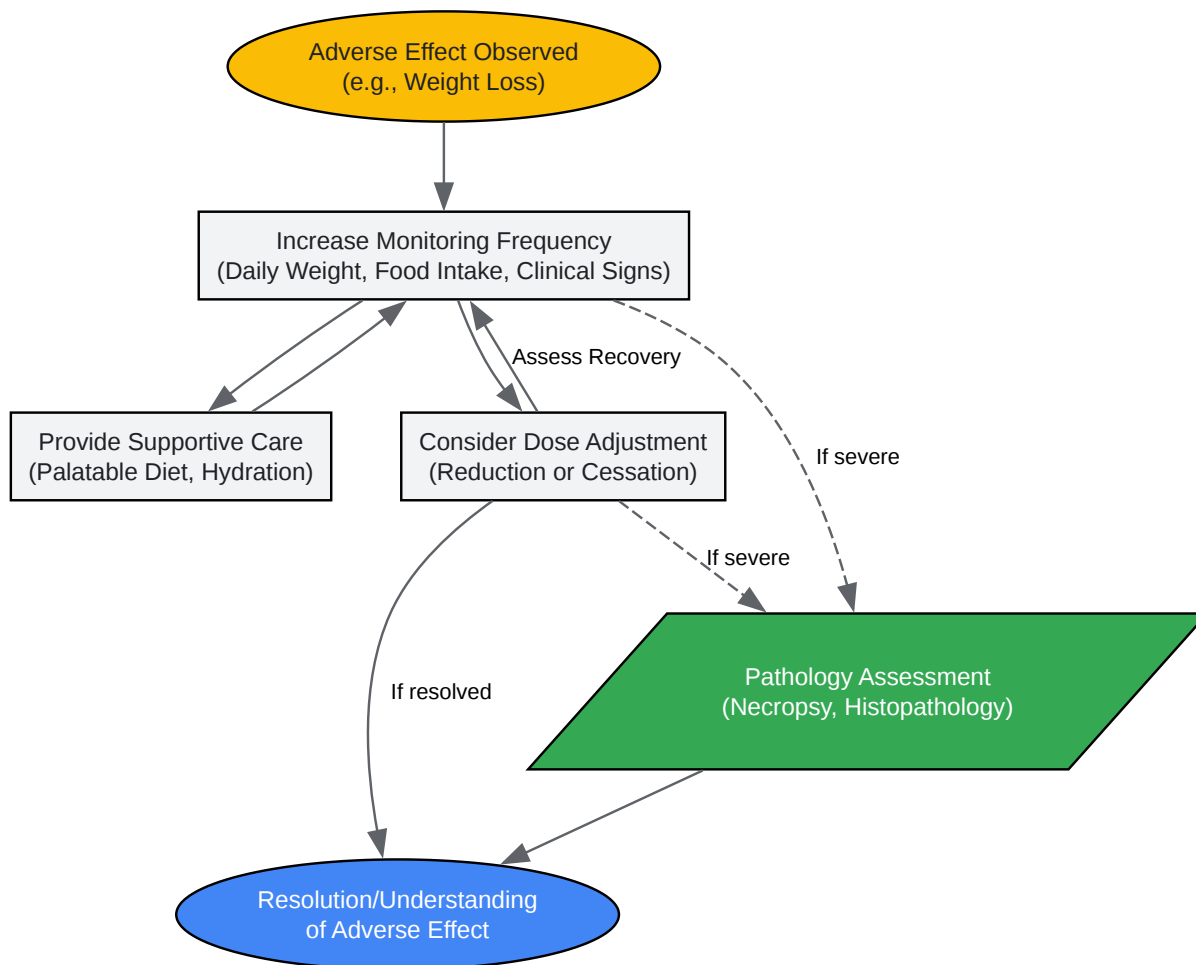 Adverse Effect Observed
(e.g., Weight Loss)
Increase Monitoring Frequency
(Daily Weight, Food Intake, Clinical Signs)
Assess Recovery
Provide Supportive Care
(Palatable Diet, Hydration)
Consider Dose Adjustment
(Reduction or Cessation)
If severe
If severe
If resolved
Pathology Assessment
(Necropsy, Histopathology)
Resolution/Understanding
of Adverse Effect